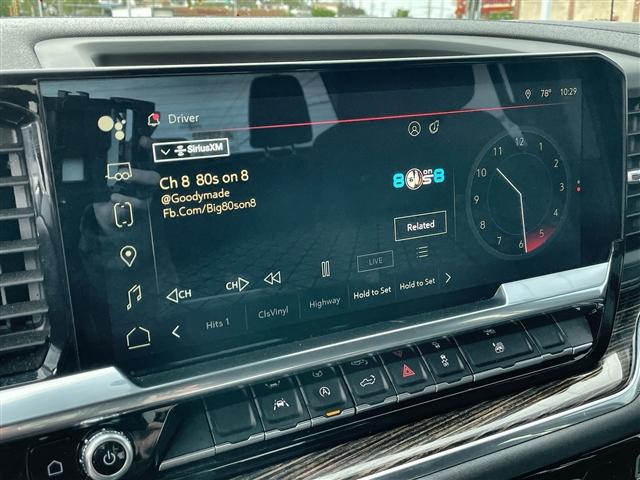 Driver
78° 10:29
SiriusXM
Ch 8 80s on 8
@Goodymade
Fb.Com/Big80son8
80s on 8
Related
12
11
1
10
2
9
3
8
4
7
5
6
CH
CH
LIVE
Hits 1
ClsVinyl
Highway
Hold to Set
Hold to Set